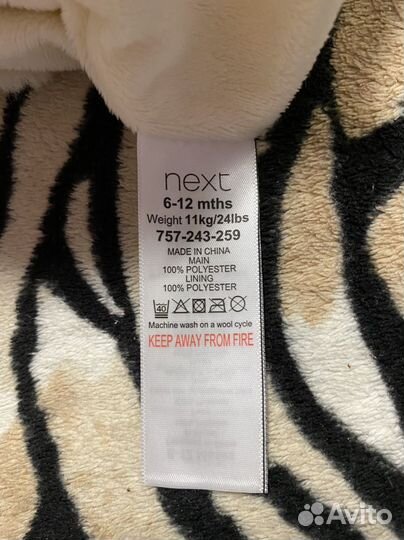 next
6-12 mths
Weight 11kg/24lbs
757-243-259
MADE IN CHINA
MAIN
100% POLYESTER
LINING
100% POLYESTER
40
Machine wash on a wool cycle
KEEP AWAY FROM FIRE
Avito